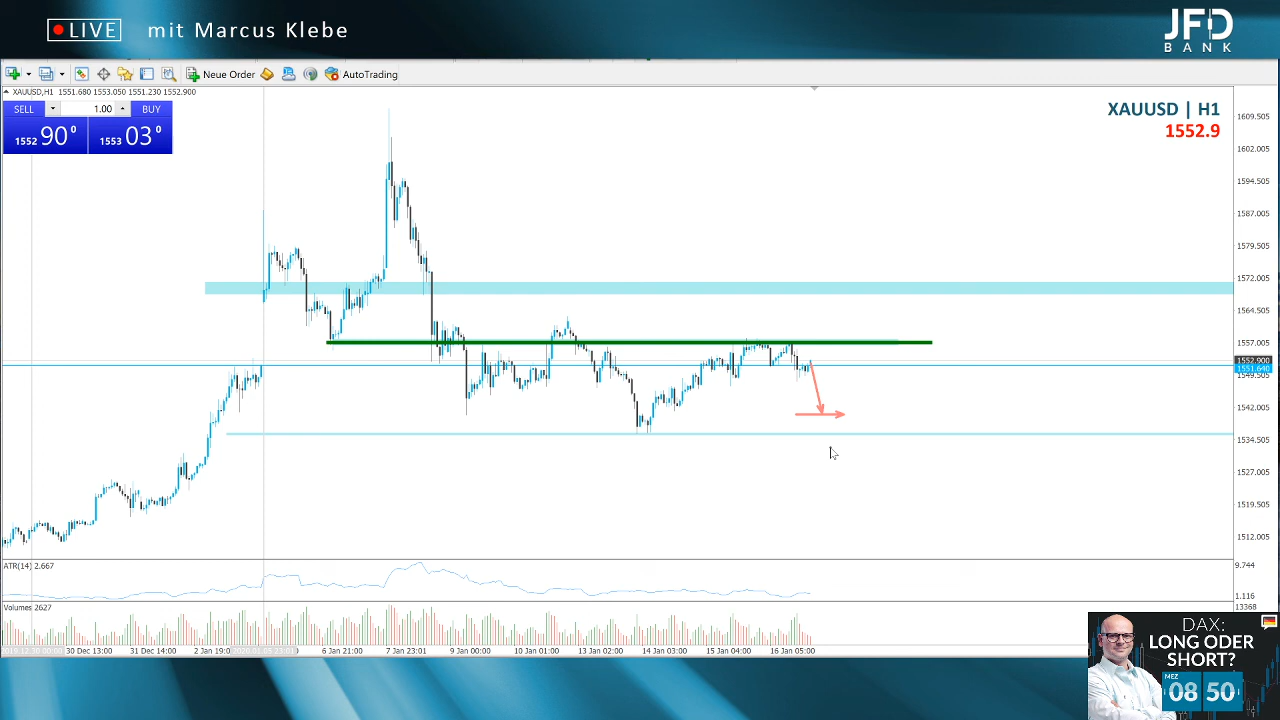 LIVE mit Marcus Klebe
JFD
BANK
Neue Order AutoTrading
XAUUSD,H1 1551.680 1553.050 1551.230 1552.900
SELL 1.00 BUY
1552 90 0 1553 03 0
XAUUSD | H1
1552.9
1609.505
1602.005
1594.505
1587.005
1579.505
1572.005
1564.505
1557.005
1552.900
1551.640
1549.505
1542.005
1534.505
1527.005
1519.505
1512.005
ATR(14) 2.667
9.744
1.116
Volumes 2627
13368
30 Dec 13:00 31 Dec 14:00 2 Jan 19:0 6 Jan 21:00 7 Jan 23:01 9 Jan 00:00 10 Jan 01:00 13 Jan 02:00 14 Jan 03:00 15 Jan 04:00 16 Jan 05:00
DAX:
LONG ODER
SHORT?
MEZ
08 50